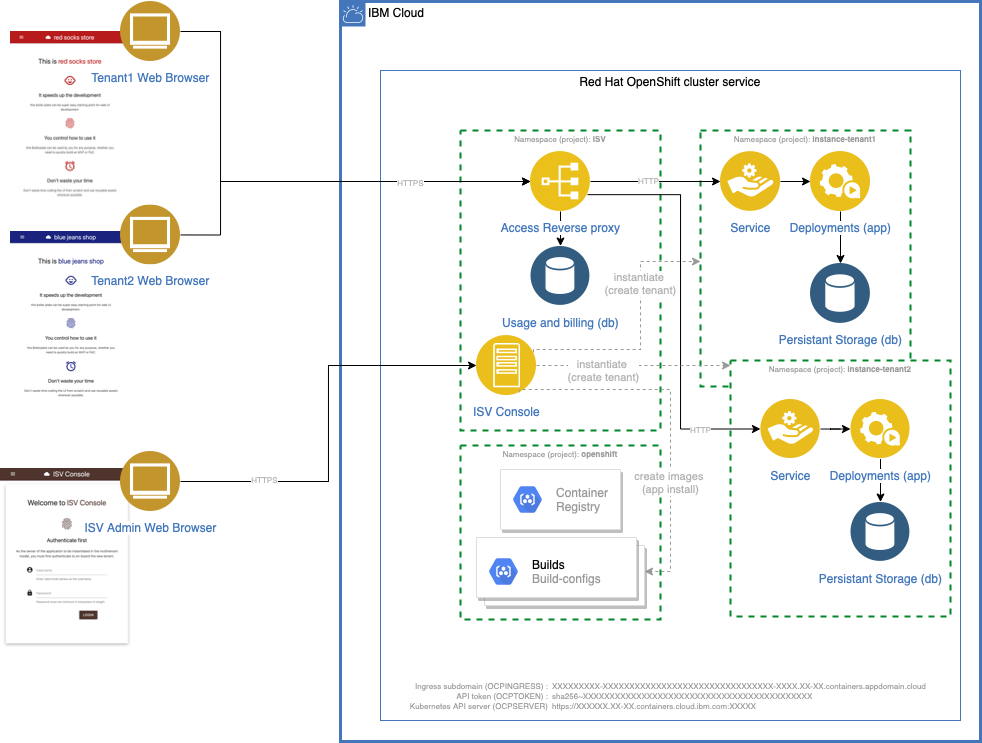 IBM Cloud
Red Hat OpenShift cluster service
red socks store
This is red socks store
Tenant1 Web Browser
It speeds up the development
You control how to use it
Don't waste your time
blue jeans shop
This is blue jeans shop
Tenant2 Web Browser
It speeds up the development
You control how to use it
Don't waste your time
ISV Console
Welcome to ISV Console
ISV Admin Web Browser
Authenticate first
LOGIN
HTTPS
HTTPS
Namespace (project): ISV
Access Reverse proxy
Usage and billing (db)
ISV Console
HTTP
HTTP
instantiate
(create tenant)
instantiate
(create tenant)
create images
(app install)
Namespace (project): instance-tenant1
Service
Deployments (app)
Persistant Storage (db)
Namespace (project): instance-tenant2
Service
Deployments (app)
Persistant Storage (db)
Namespace (project): openshift
Container
Registry
Builds
Build-configs
Ingress subdomain (OCPINGRESS) : XXXXXXXXX-XXXXXXXXXXXXXXXXXXXXXXXXXXXXXXXX-XXXX.XX-XX.containers.appdomain.cloud
API token (OCPTOKEN) : sha256~XXXXXXXXXXXXXXXXXXXXXXXXXXXXXXXXXXXXXXXXXXX
Kubernetes API server (OCPSERVER) https://XXXXXX.XX-XX.containers.cloud.ibm.com:XXXXX